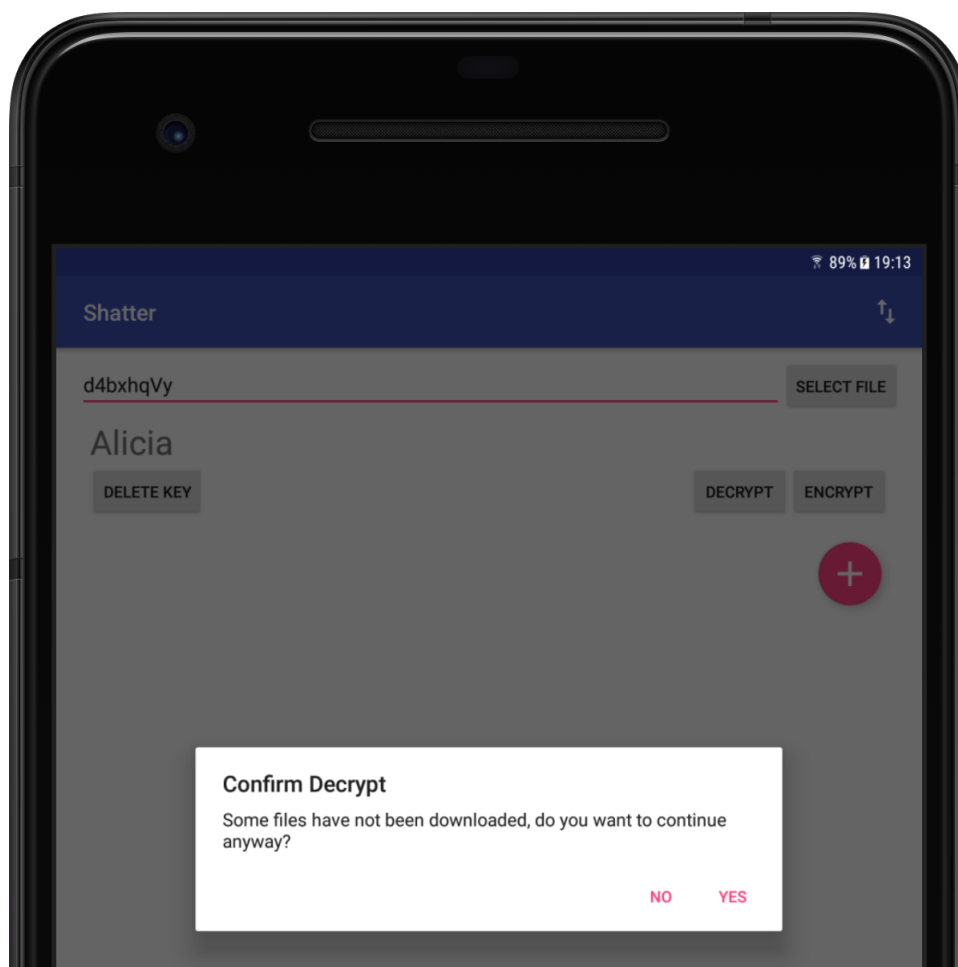 89% 19:13
Shatter
d4bxhqVy
SELECT FILE
Alicia
DELETE KEY
DECRYPT
ENCRYPT
Confirm Decrypt
Some files have not been downloaded, do you want to continue
anyway?
NO
YES